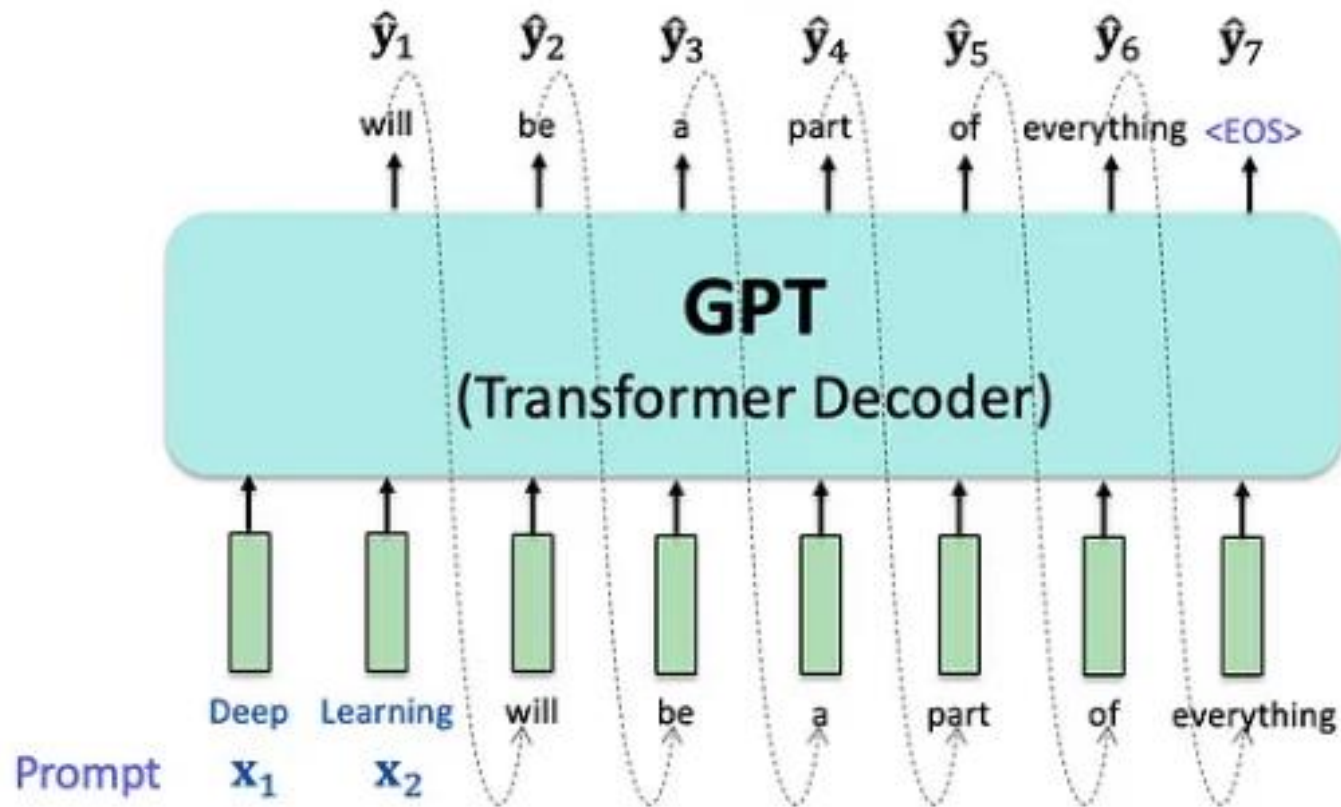 ŷ₁ ŷ₂ ŷ₃ ŷ₄ ŷ₅ ŷ₆ ŷ₇
will be a part of everything <EOS>
GPT
(Transformer Decoder)
Deep Learning will be a part of everything
Prompt x₁ x₂